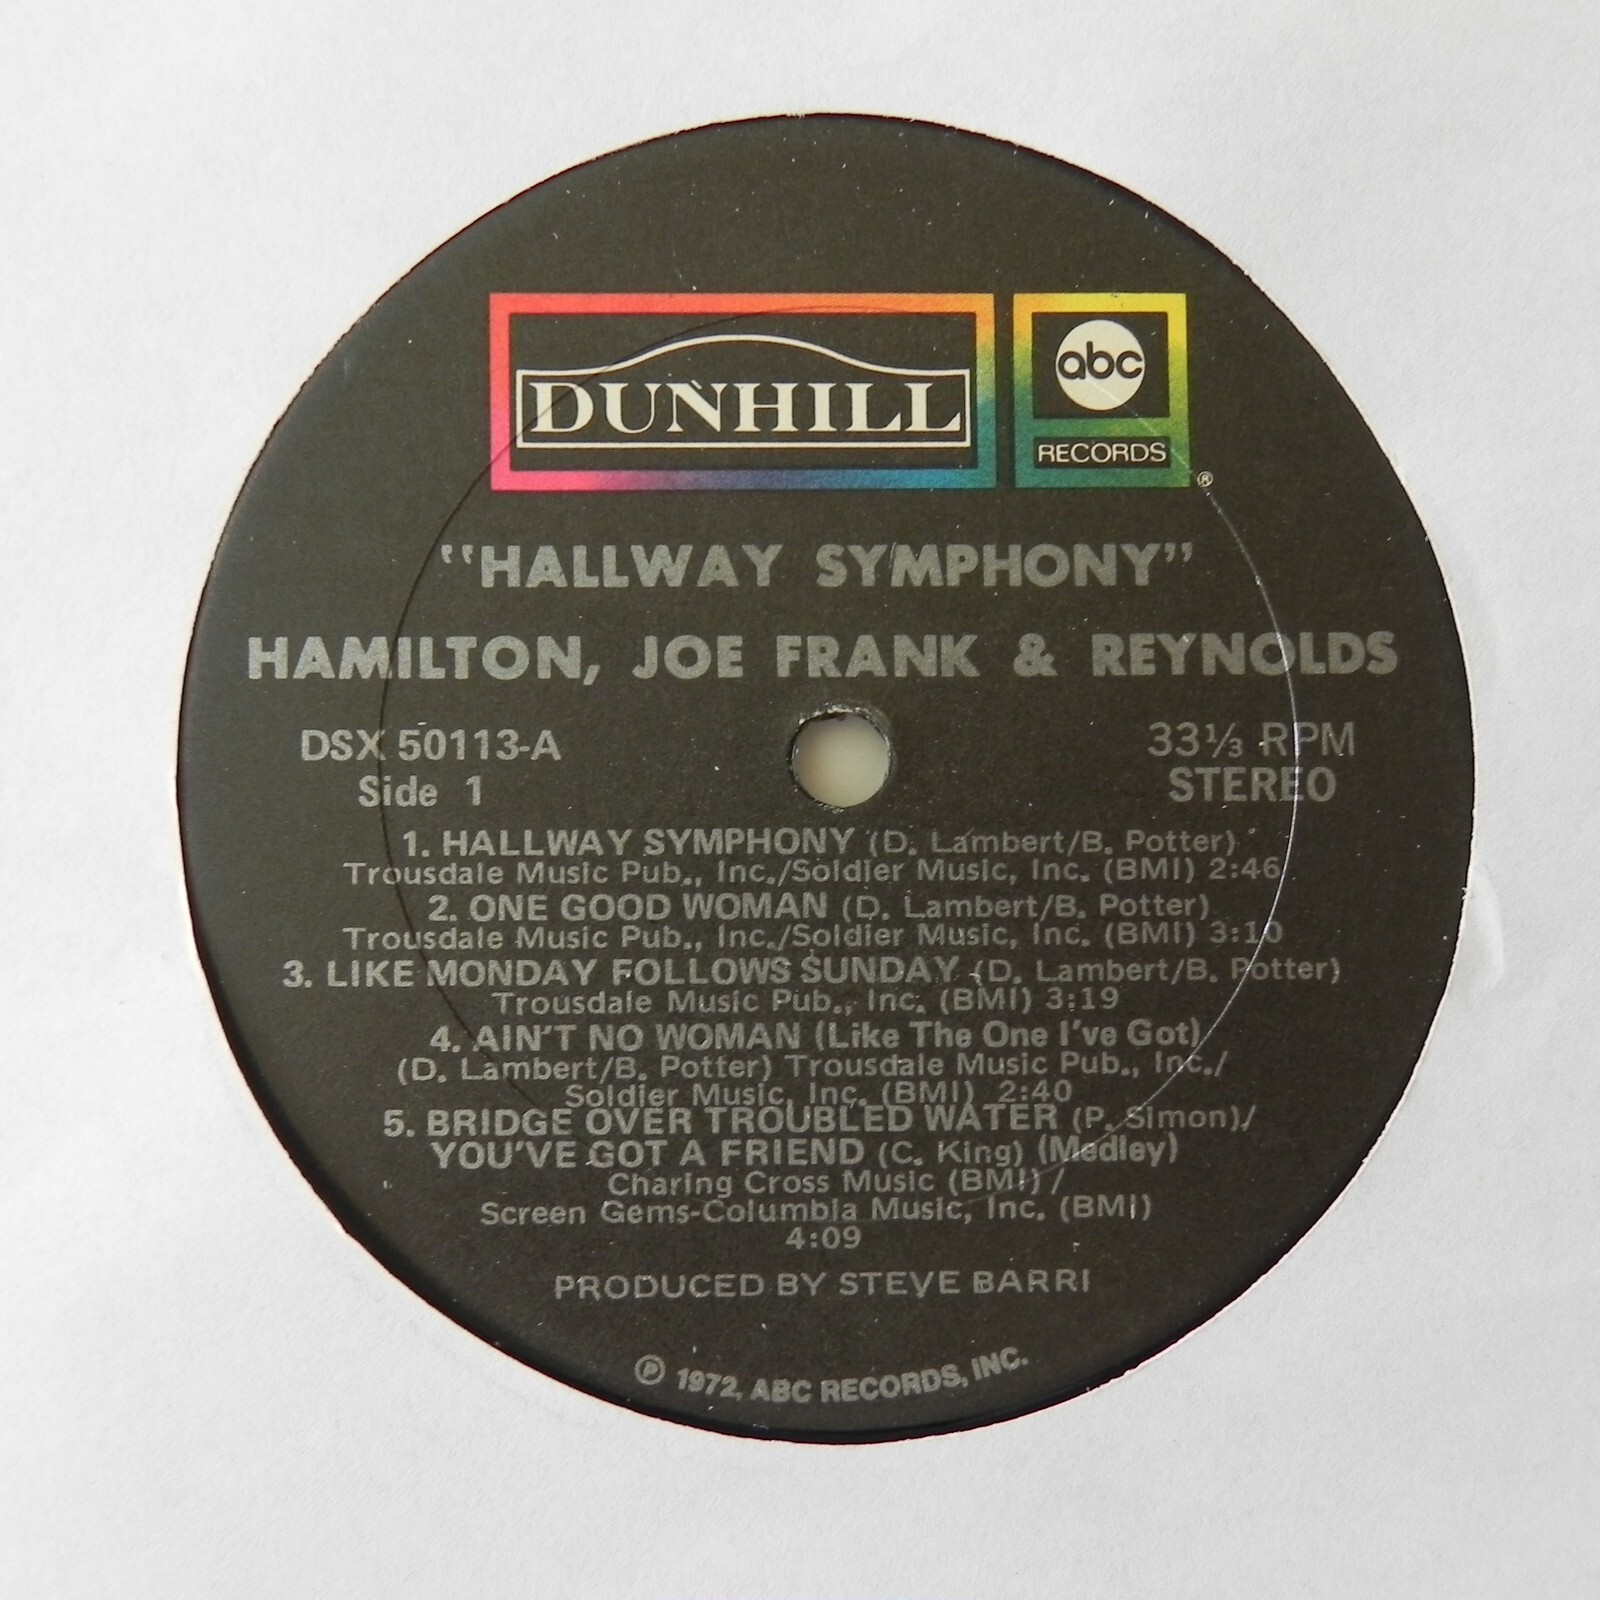 DUNHILL
abc
RECORDS
®
"HALLWAY SYMPHONY"
HAMILTON, JOE FRANK & REYNOLDS
DSX 50113-A
Side 1
33⅓ RPM
STEREO
1. HALLWAY SYMPHONY (D. Lambert/B. Potter)
Trousdale Music Pub., Inc./Soldier Music, Inc. (BMI) 2:46
2. ONE GOOD WOMAN (D. Lambert/B. Potter)
Trousdale Music Pub., Inc./Soldier Music, Inc. (BMI) 3:10
3. LIKE MONDAY FOLLOWS SUNDAY (D. Lambert/B. Potter)
Trousdale Music Pub., Inc. (BMI) 3:19
4. AIN'T NO WOMAN (Like The One I've Got)
(D. Lambert/B. Potter) Trousdale Music Pub., Inc./
Soldier Music, Inc. (BMI) 2:40
5. BRIDGE OVER TROUBLED WATER (P. Simon)/
YOU'VE GOT A FRIEND (C. King) (Medley)
Charing Cross Music (BMI)/
Screen Gems-Columbia Music, Inc. (BMI)
4:09
PRODUCED BY STEVE BARRI
℗ 1972, ABC RECORDS, INC.